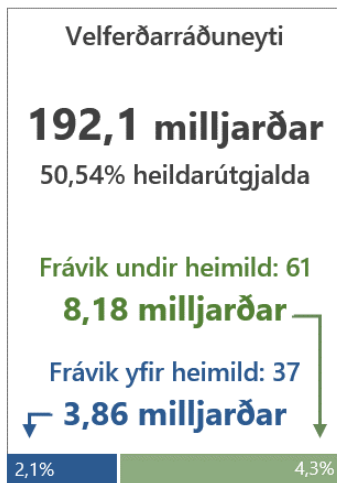 Velferðarráðuneyti
192,1 milljarðar
50,54% heildarútgjalda
Frávik undir heimild: 61
8,18 milljarðar
Frávik yfir heimild: 37
3,86 milljarðar
2,1% 4,3%